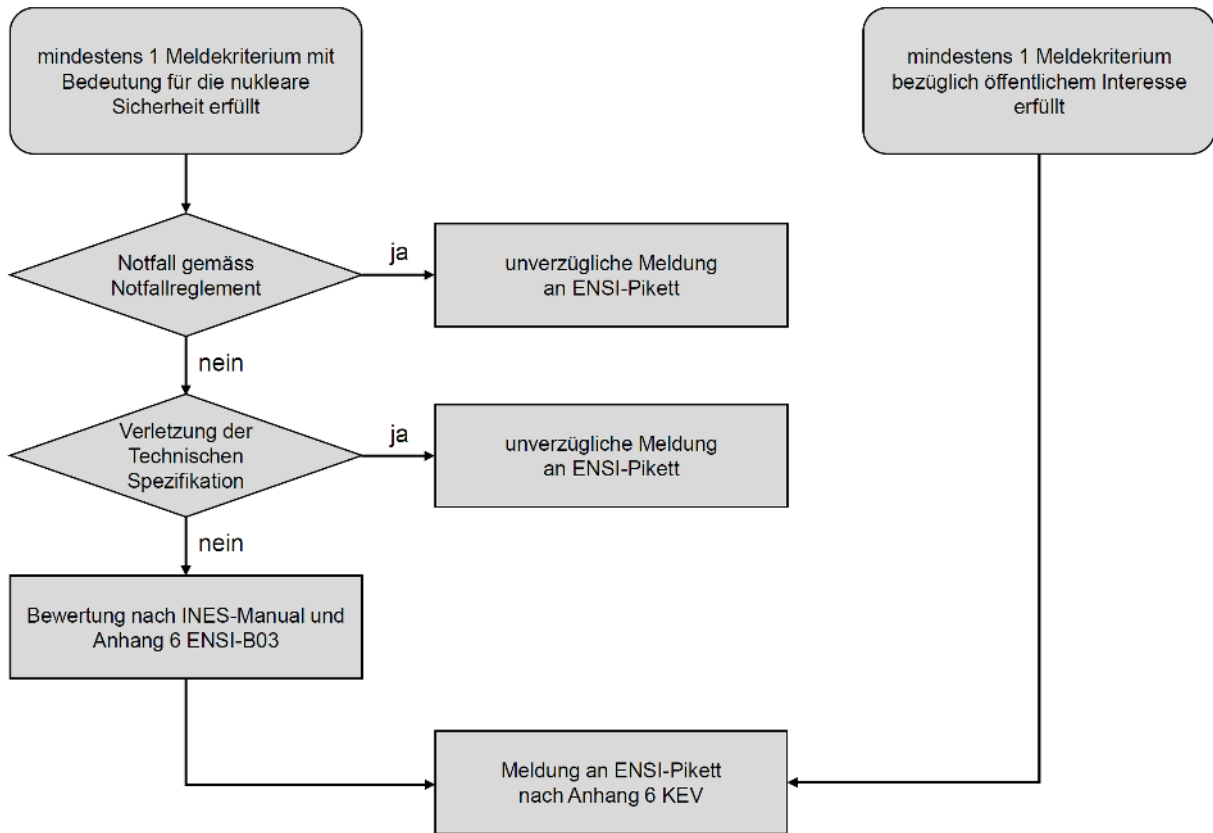 mindestens 1 Meldekriterium mit
Bedeutung für die nukleare
Sicherheit erfüllt
mindestens 1 Meldekriterium
bezüglich öffentlichem Interesse
erfüllt
Notfall gemäss
Notfallreglement
ja
unverzügliche Meldung
an ENSI-Pikett
nein
Verletzung der
Technischen
Spezifikation
ja
unverzügliche Meldung
an ENSI-Pikett
nein
Bewertung nach INES-Manual und
Anhang 6 ENSI-B03
Meldung an ENSI-Pikett
nach Anhang 6 KEV